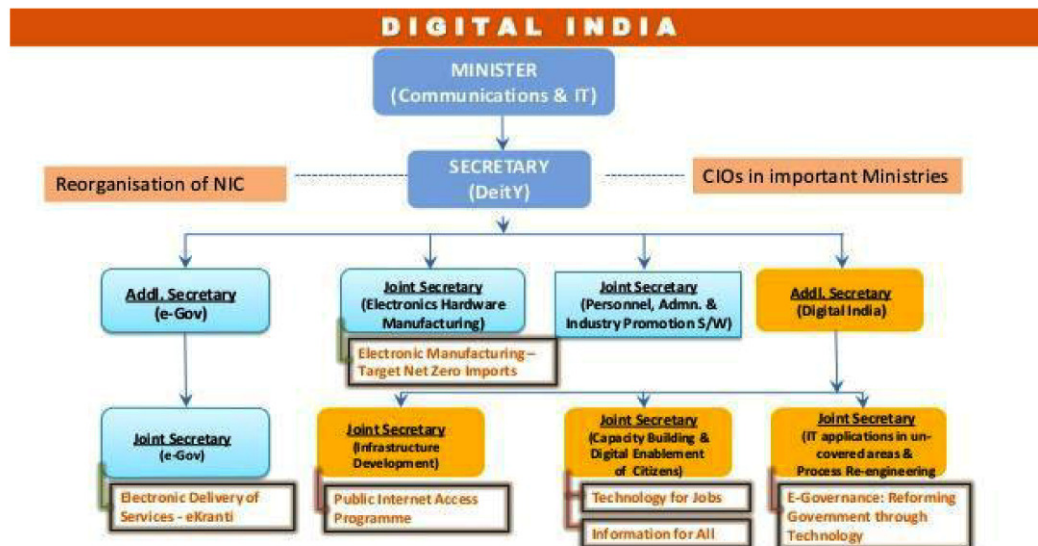 DIGITAL INDIA
MINISTER
(Communications & IT)
SECRETARY
(DeitY)
Reorganisation of NIC
CIOs in important Ministries
Addl. Secretary
(e-Gov)
Joint Secretary
(Electronics Hardware
Manufacturing)
Joint Secretary
(Personnel, Admn. &
Industry Promotion S/W)
Addl. Secretary
(Digital India)
Electronic Manufacturing –
Target Net Zero Imports
Joint Secretary
(e-Gov)
Joint Secretary
(Infrastructure
Development)
Joint Secretary
(Capacity Building &
Digital Enablement
of Citizens)
Joint Secretary
(IT applications in un-
covered areas &
Process Re-engineering
Electronic Delivery of
Services - eKranti
Public Internet Access
Programme
Technology for Jobs
Information for All
E-Governance: Reforming
Government through
Technology